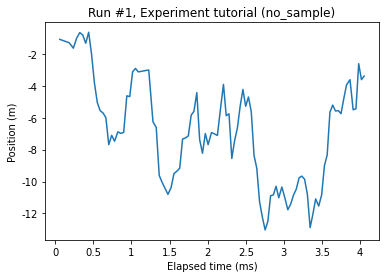 Run #1, Experiment tutorial (no_sample)
Position (m)
-2
-4
-6
-8
-10
-12
0 0.5 1 1.5 2 2.5 3 3.5 4
Elapsed time (ms)